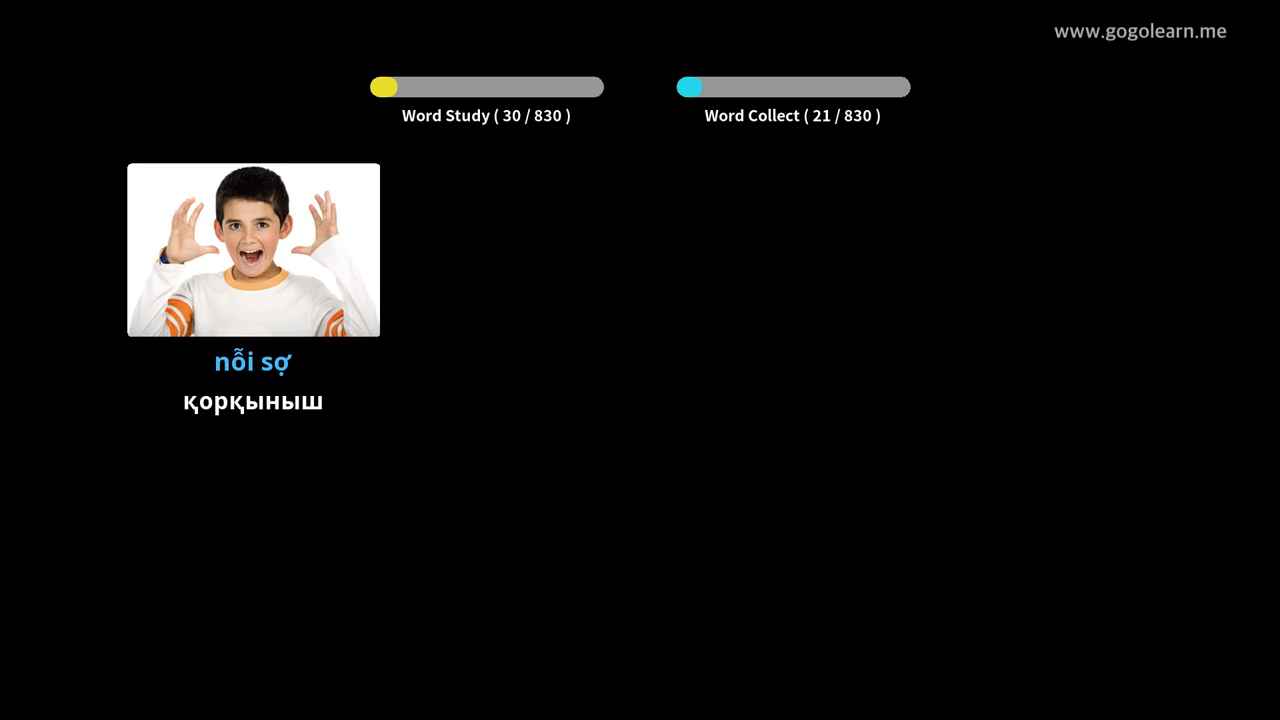 www.gogolearn.me
Word Study ( 30 / 830 )
Word Collect ( 21 / 830 )
nỗi sợ
қорқыныш